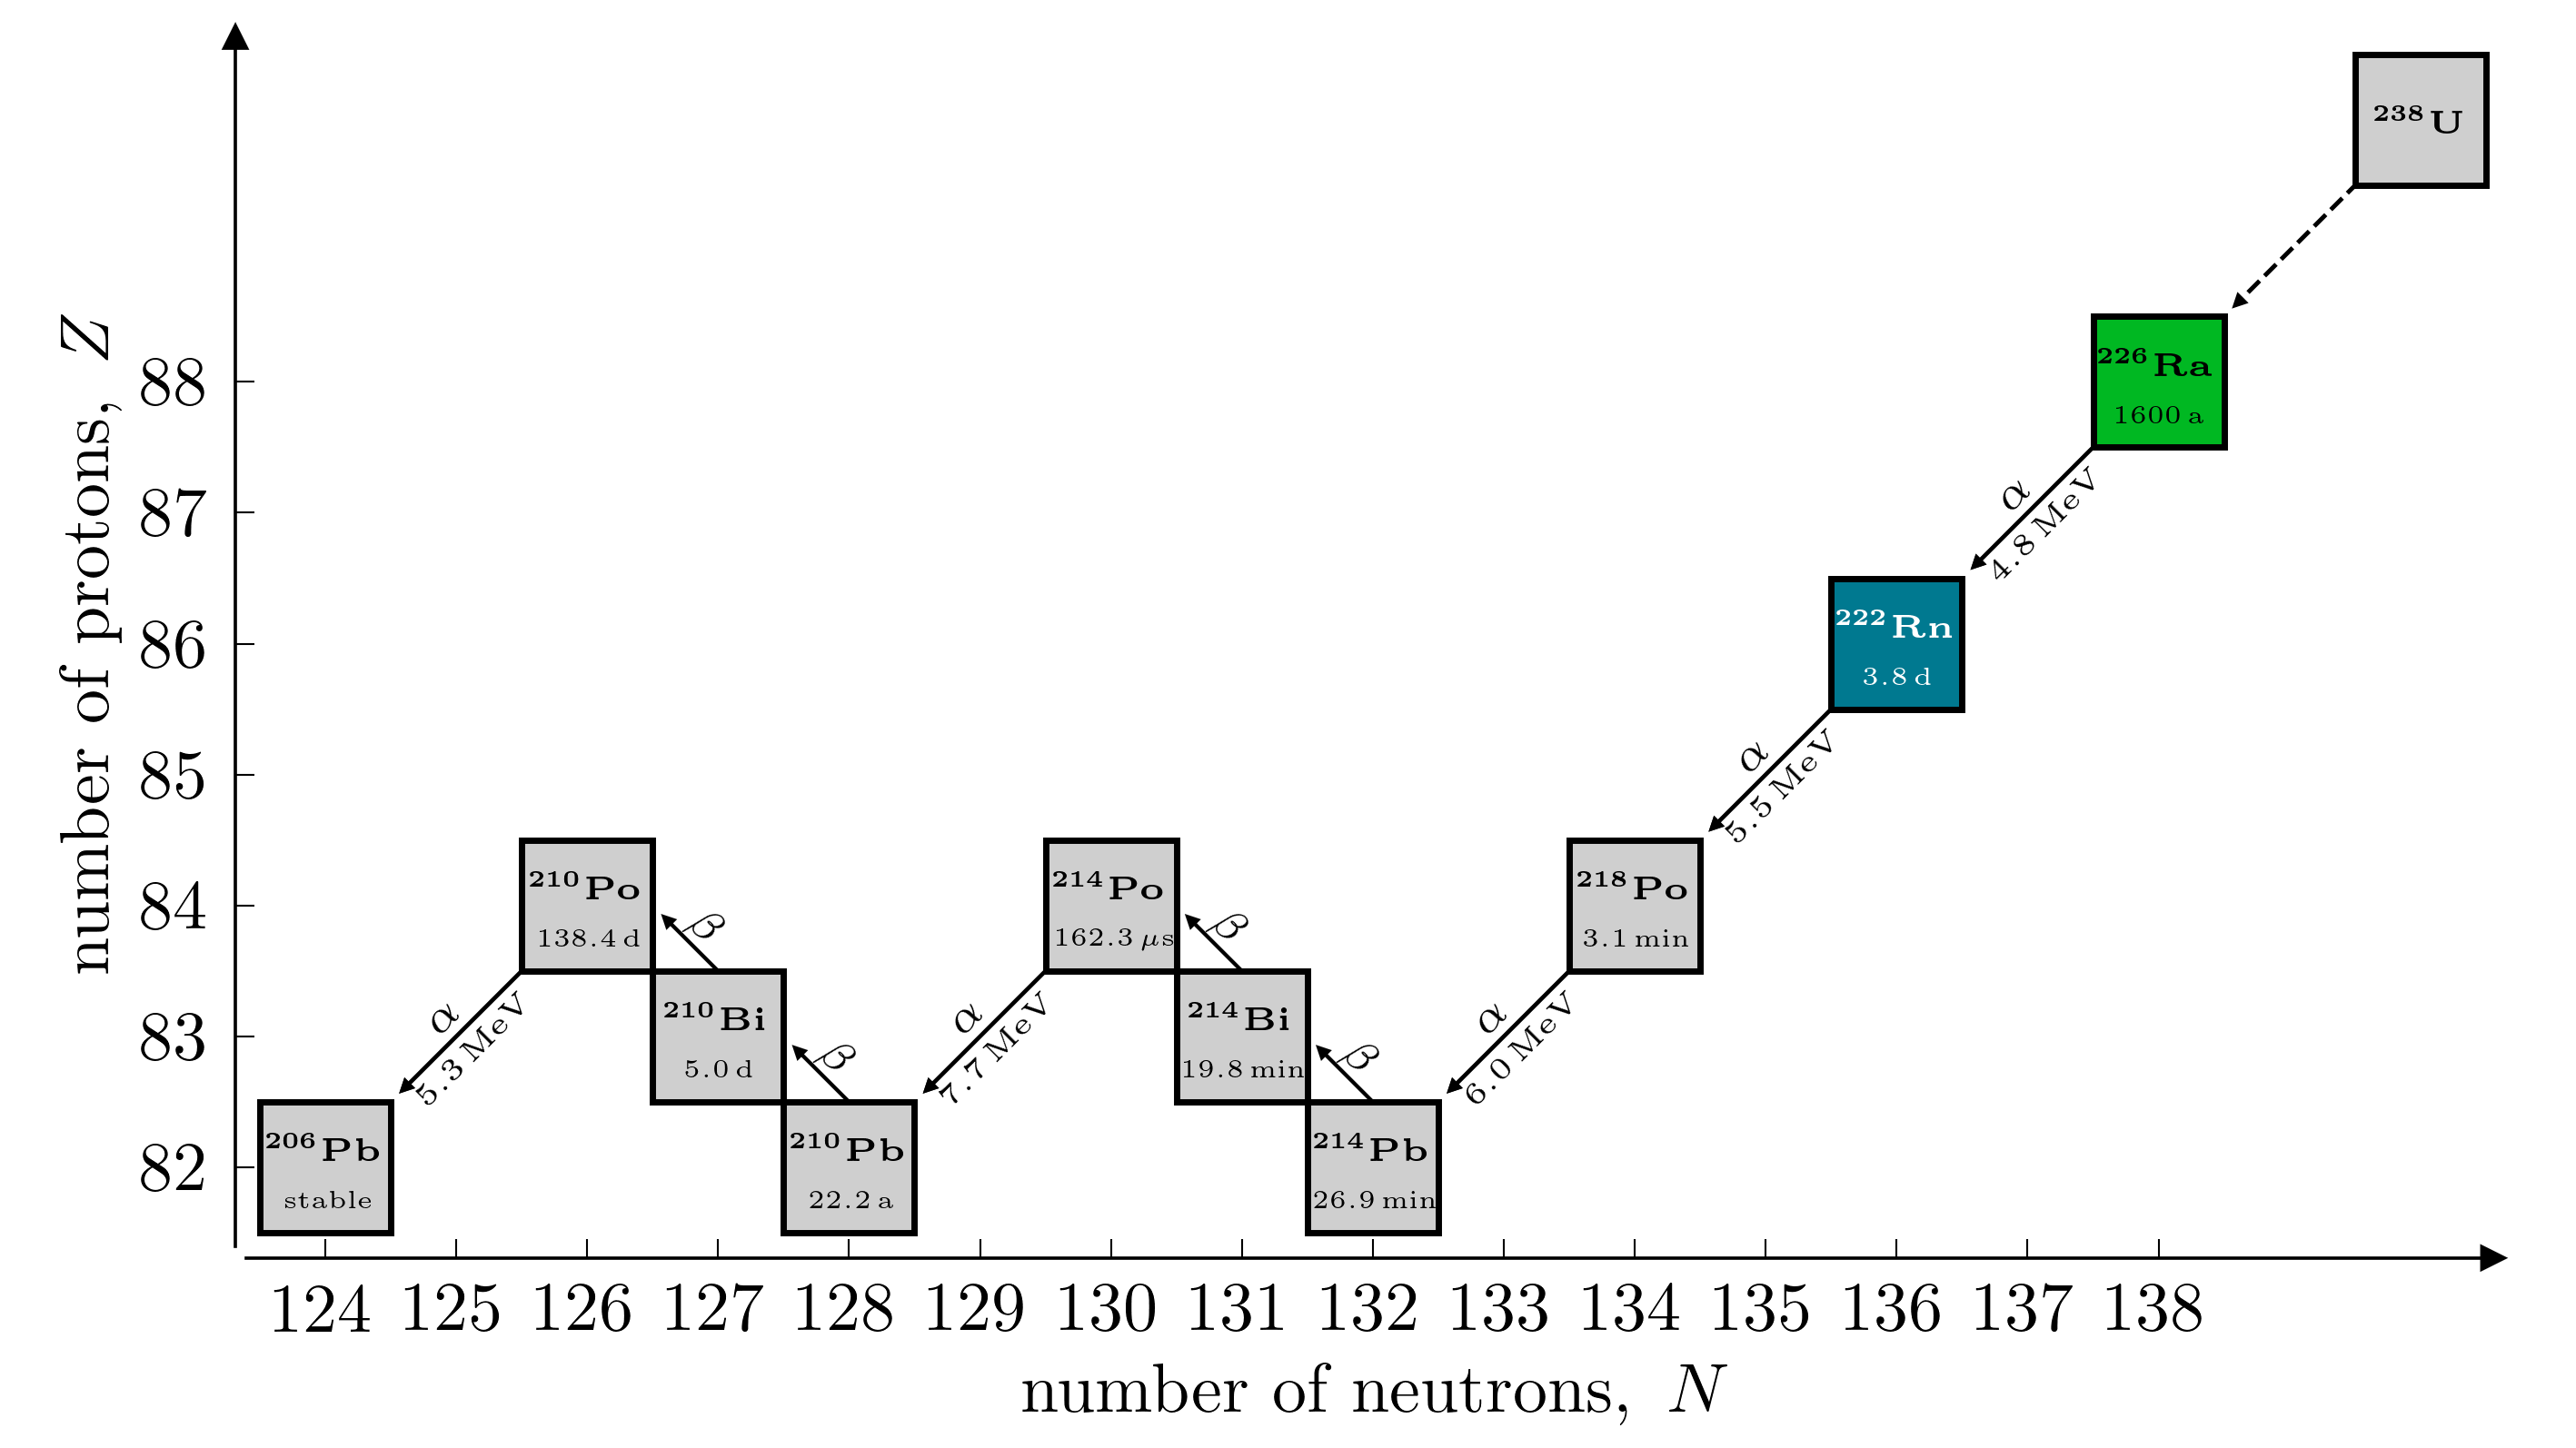 ²³⁸U
²²⁶Ra
1600 a
α
4.8 MeV
²²²Rn
3.8 d
α
5.5 MeV
²¹⁰Po
138.4 d
β
α
5.3 MeV
²¹⁴Po
162.3 μs
β
α
7.7 MeV
²¹⁸Po
3.1 min
α
6.0 MeV
²¹⁰Bi
5.0 d
β
²¹⁴Bi
19.8 min
β
²⁰⁶Pb
stable
²¹⁰Pb
22.2 a
²¹⁴Pb
26.9 min
number of protons, Z
88
87
86
85
84
83
82
124 125 126 127 128 129 130 131 132 133 134 135 136 137 138
number of neutrons, N